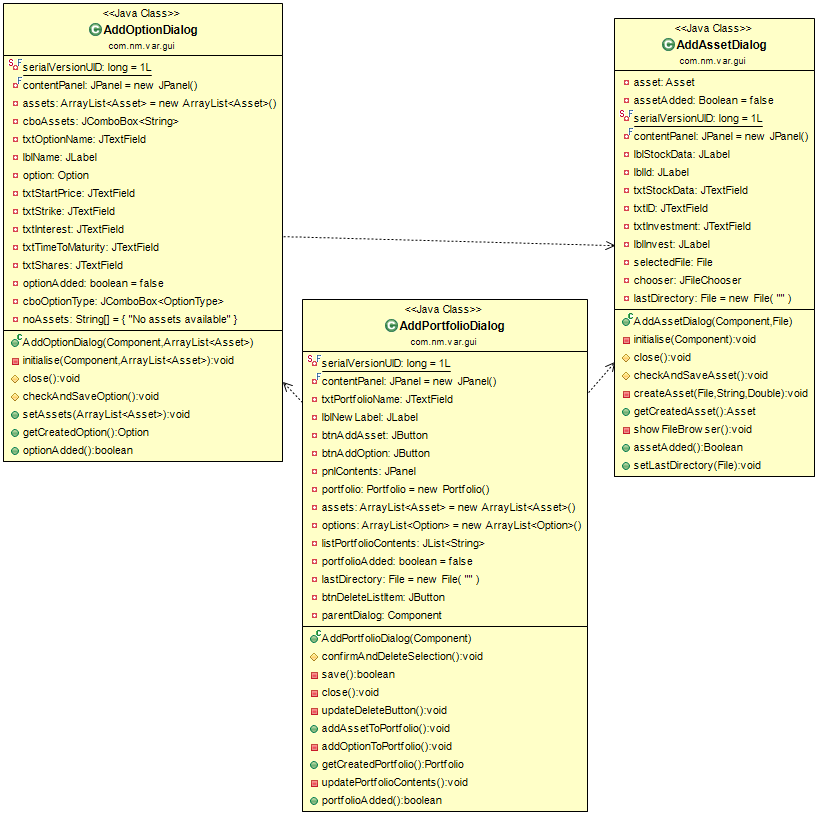 <<Java Class>>
AddOptionDialog
com.nm.var.gui
serialVersionUID: long = 1L
contentPanel: JPanel = new JPanel()
assets: ArrayList<Asset> = new ArrayList<Asset>()
cboAssets: JComboBox<String>
txtOptionName: JTextField
lblName: JLabel
option: Option
txtStartPrice: JTextField
txtStrike: JTextField
txtInterest: JTextField
txtTimeToMaturity: JTextField
txtShares: JTextField
optionAdded: boolean = false
cboOptionType: JComboBox<OptionType>
noAssets: String[] = { "No assets available" }
AddOptionDialog(Component,ArrayList<Asset>)
initialise(Component,ArrayList<Asset>):void
close():void
checkAndSaveOption():void
setAssets(ArrayList<Asset>):void
getCreatedOption():Option
optionAdded():boolean
<<Java Class>>
AddAssetDialog
com.nm.var.gui
asset: Asset
assetAdded: Boolean = false
serialVersionUID: long = 1L
contentPanel: JPanel = new JPanel()
lblStockData: JLabel
lblId: JLabel
txtStockData: JTextField
txtID: JTextField
txtInvestment: JTextField
lblInvest: JLabel
selectedFile: File
chooser: JFileChooser
lastDirectory: File = new File( "" )
AddAssetDialog(Component,File)
initialise(Component):void
close():void
checkAndSaveAsset():void
createAsset(File,String,Double):void
getCreatedAsset():Asset
showFileBrowser():void
assetAdded():Boolean
setLastDirectory(File):void
<<Java Class>>
AddPortfolioDialog
com.nm.var.gui
serialVersionUID: long = 1L
contentPanel: JPanel = new JPanel()
txtPortfolioName: JTextField
lblNewLabel: JLabel
btnAddAsset: JButton
btnAddOption: JButton
pnlContents: JPanel
portfolio: Portfolio = new Portfolio()
assets: ArrayList<Asset> = new ArrayList<Asset>()
options: ArrayList<Option> = new ArrayList<Option>()
listPortfolioContents: JList<String>
portfolioAdded: boolean = false
lastDirectory: File = new File( "" )
btnDeleteListItem: JButton
parentDialog: Component
AddPortfolioDialog(Component)
confirmAndDeleteSelection():void
save():boolean
close():void
updateDeleteButton():void
addAssetToPortfolio():void
addOptionToPortfolio():void
getCreatedPortfolio():Portfolio
updatePortfolioContents():void
portfolioAdded():boolean